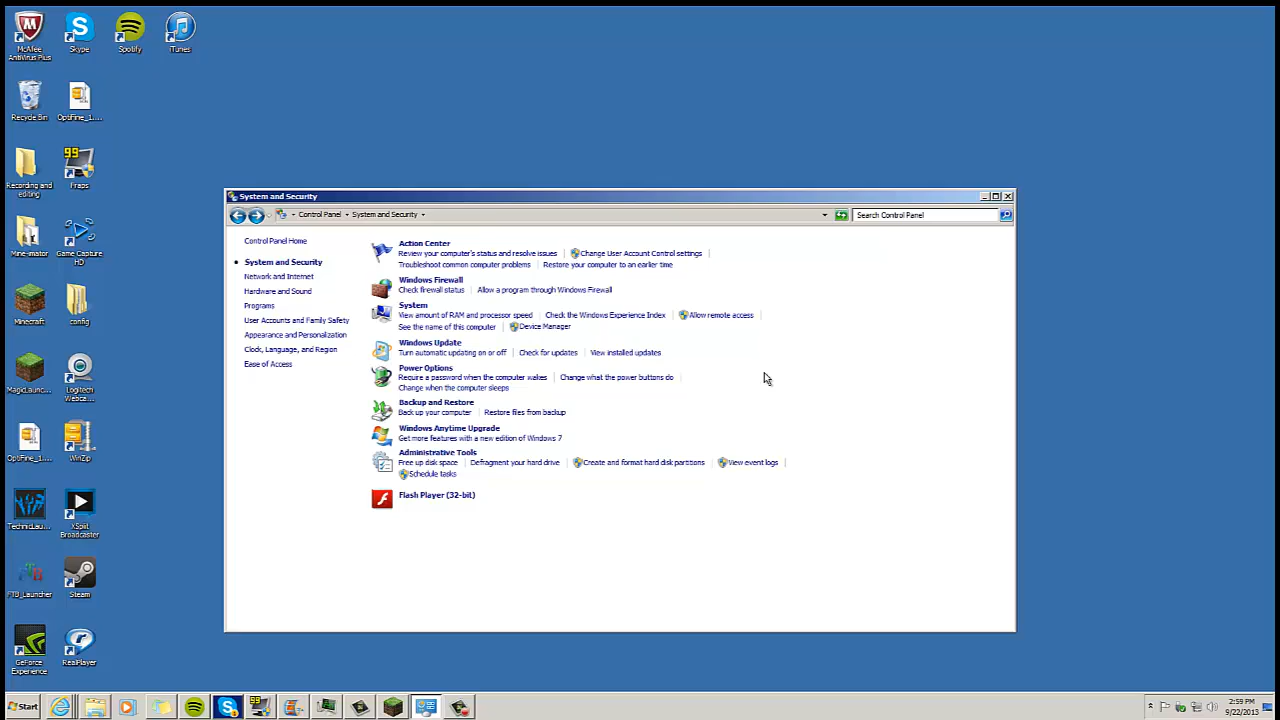 McAfee
AntiVirus Plus
Skype
Spotify
iTunes
Recycle Bin
OptiFine_1....
Recording and
editing
99
Fraps
Mine-imator
Game Capture
HD
Minecraft
config
MagicLaunc...
Logitech
Webca...
OptiFine_1....
WinZip
TechnicLau...
XSplit
Broadcaster
FTB_Launcher
Steam
GeForce
Experience
RealPlayer
System and Security
Control Panel
System and Security
Search Control Panel
Control Panel Home
System and Security
Network and Internet
Hardware and Sound
Programs
User Accounts and Family Safety
Appearance and Personalization
Clock, Language, and Region
Ease of Access
Action Center
Review your computer's status and resolve issues
Change User Account Control settings
Troubleshoot common computer problems
Restore your computer to an earlier time
Windows Firewall
Check firewall status
Allow a program through Windows Firewall
System
View amount of RAM and processor speed
Check the Windows Experience Index
Allow remote access
See the name of this computer
Device Manager
Windows Update
Turn automatic updating on or off
Check for updates
View installed updates
Power Options
Require a password when the computer wakes
Change what the power buttons do
Change when the computer sleeps
Backup and Restore
Back up your computer
Restore files from backup
Windows Anytime Upgrade
Get more features with a new edition of Windows 7
Administrative Tools
Free up disk space
Defragment your hard drive
Create and format hard disk partitions
View event logs
Schedule tasks
Flash Player (32-bit)
Start
2:59 PM
9/22/2013